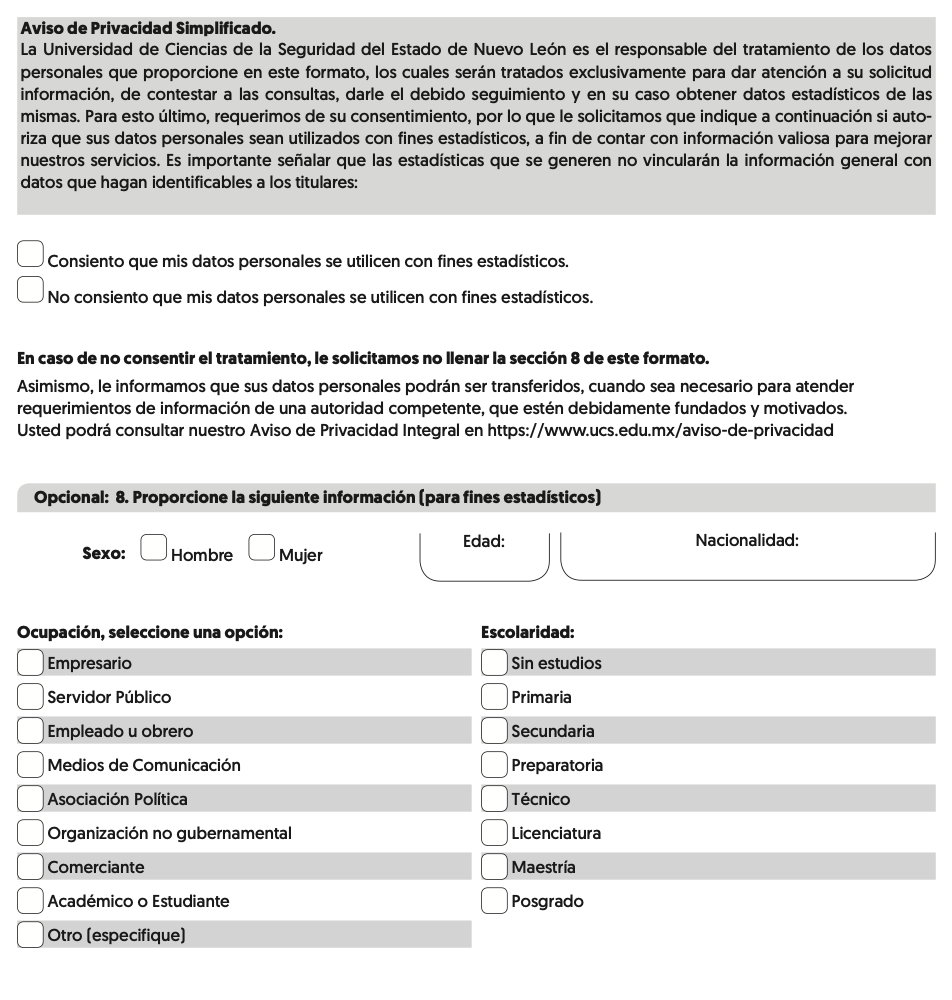 Aviso de Privacidad Simplificado.
La Universidad de Ciencias de la Seguridad del Estado de Nuevo León es el responsable del tratamiento de los datos
personales que proporcione en este formato, los cuales serán tratados exclusivamente para dar atención a su solicitud
información, de contestar a las consultas, darle el debido seguimiento y en su caso obtener datos estadísticos de las
mismas. Para esto último, requerimos de su consentimiento, por lo que le solicitamos que indique a continuación si auto-
riza que sus datos personales sean utilizados con fines estadísticos, a fin de contar con información valiosa para mejorar
nuestros servicios. Es importante señalar que las estadísticas que se generen no vincularán la información general con
datos que hagan identificables a los titulares:
Consiento que mis datos personales se utilicen con fines estadísticos.
No consiento que mis datos personales se utilicen con fines estadísticos.
En caso de no consentir el tratamiento, le solicitamos no llenar la sección 8 de este formato.
Asimismo, le informamos que sus datos personales podrán ser transferidos, cuando sea necesario para atender
requerimientos de información de una autoridad competente, que estén debidamente fundados y motivados.
Usted podrá consultar nuestro Aviso de Privacidad Integral en https://www.ucs.edu.mx/aviso-de-privacidad
Opcional: 8. Proporcione la siguiente información (para fines estadísticos)
Sexo: Hombre Mujer Edad: Nacionalidad:
Ocupación, seleccione una opción:
Empresario
Servidor Público
Empleado u obrero
Medios de Comunicación
Asociación Política
Organización no gubernamental
Comerciante
Académico o Estudiante
Otro (especifique)
Escolaridad:
Sin estudios
Primaria
Secundaria
Preparatoria
Técnico
Licenciatura
Maestría
Posgrado